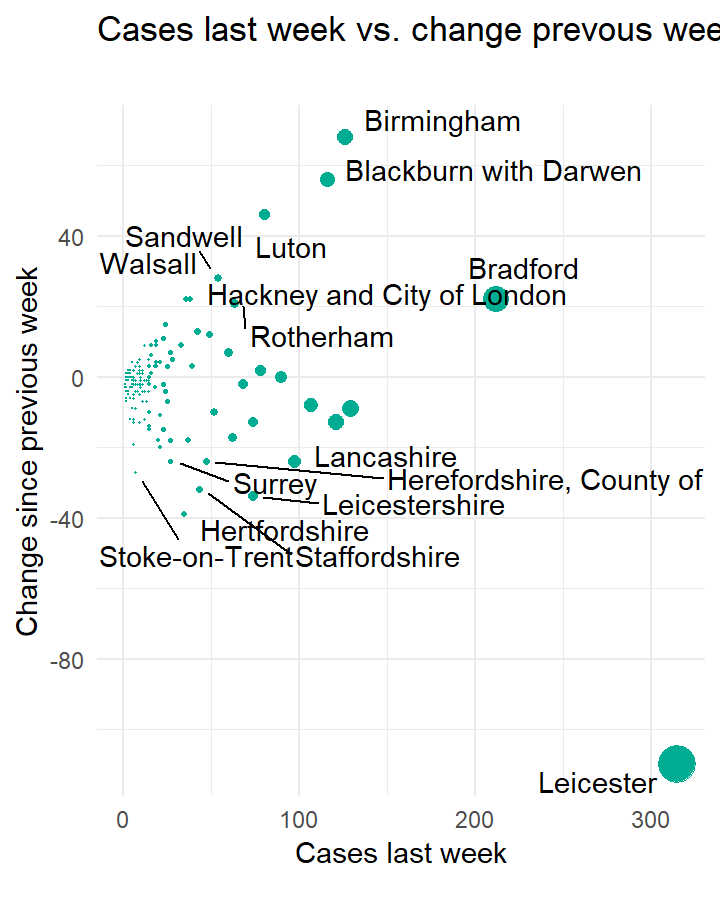 Cases last week vs. change prevous wee
Birmingham
Blackburn with Darwen
Sandwell
Luton
Walsall
Bradford
Hackney and City of London
Rotherham
Lancashire
Herefordshire, County of
Surrey
Leicestershire
Hertfordshire
Stoke-on-Trent
Staffordshire
Leicester
40
0
-40
-80
Change since previous week
0 100 200 300
Cases last week